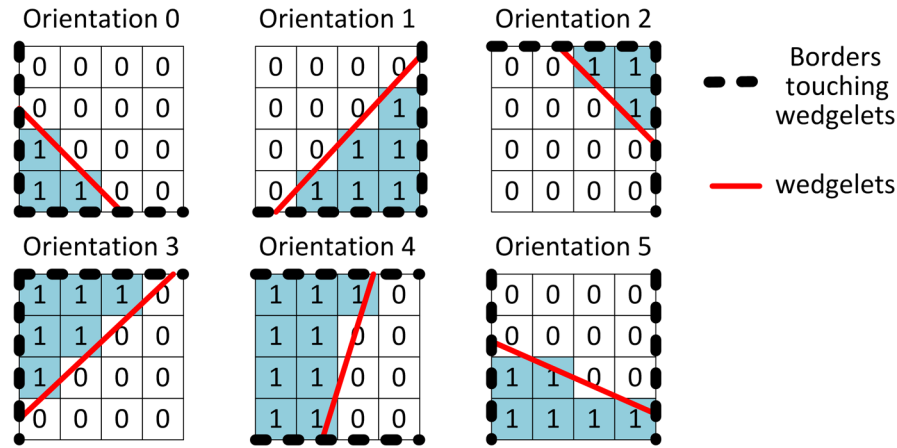 Orientation 0
0 0 0 0
0 0 0 0
1 0 0 0
1 1 0 0
Orientation 1
0 0 0 0
0 0 0 1
0 0 1 1
0 1 1 1
Orientation 2
0 0 1 1
0 0 0 1
0 0 0 0
0 0 0 0
Borders
touching
wedgelets
wedgelets
Orientation 3
1 1 1 0
1 1 0 0
1 0 0 0
0 0 0 0
Orientation 4
1 1 1 0
1 1 0 0
1 1 0 0
1 1 0 0
Orientation 5
0 0 0 0
0 0 0 0
1 1 0 0
1 1 1 1